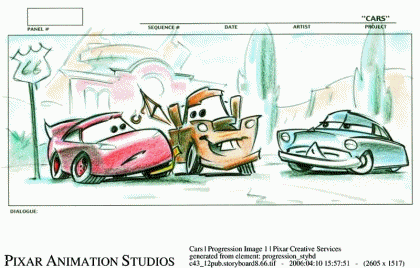 "CARS"
PANEL # SEQUENCE # DATE ARTIST PROJECT
66
DIALOGUE:
Cars | Progression Image 1 | Pixar Creative Services
generated from element: progression_stybd
PIXAR ANIMATION STUDIOS c43_12pub.storyboard8.66.tif - 2006:04:10 15:57:51 - (2605 x 1517)